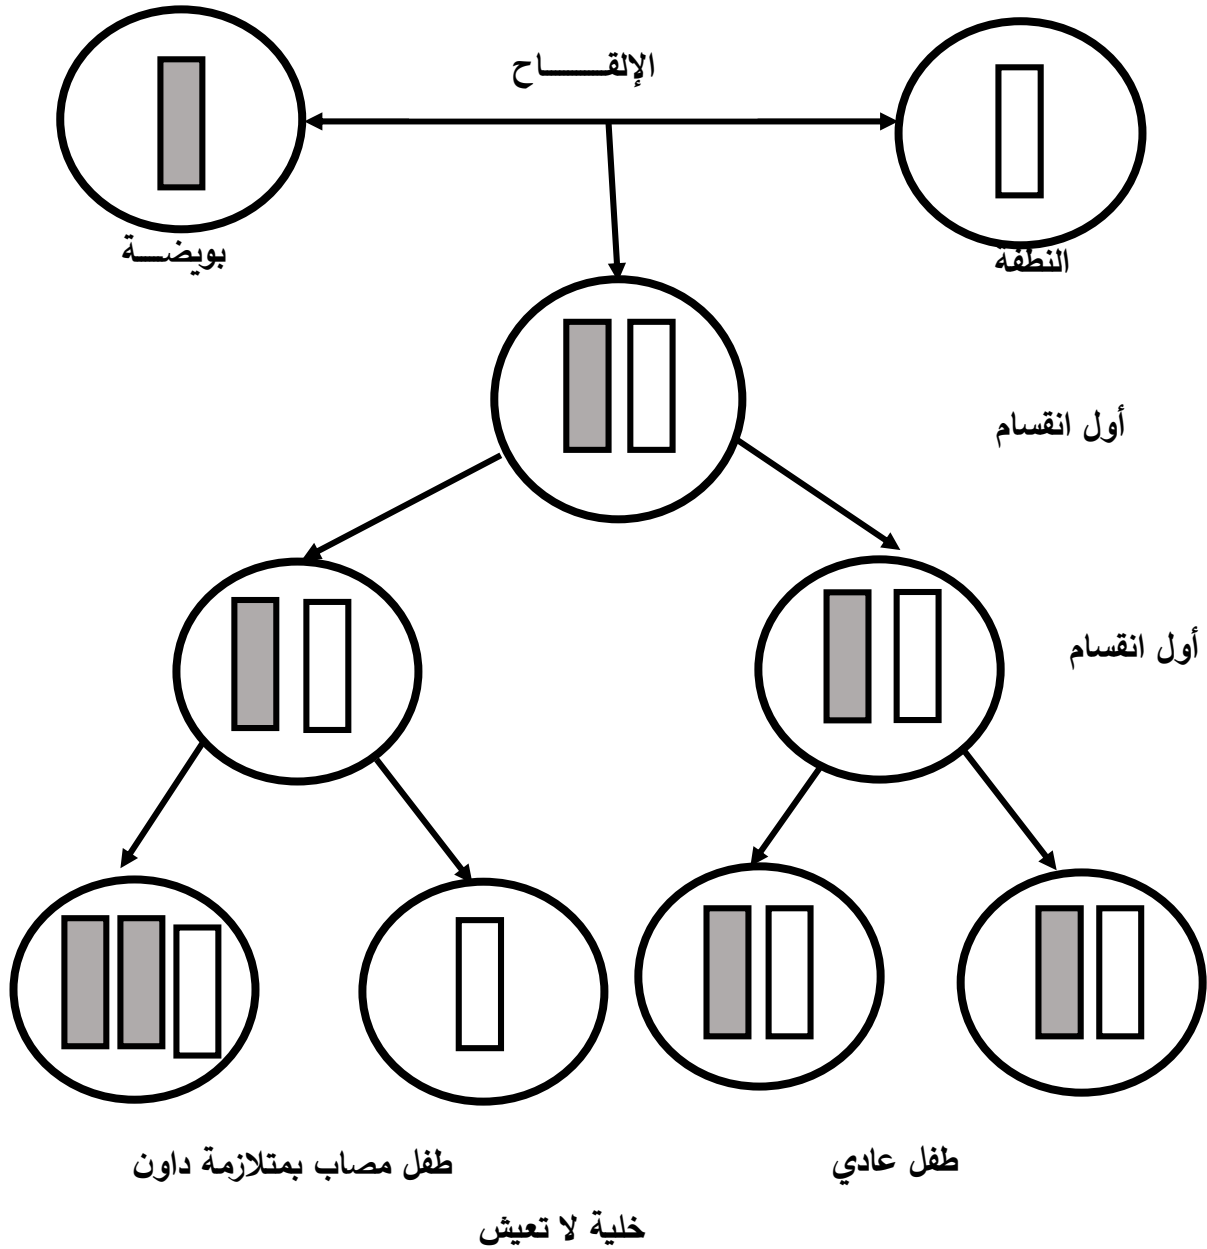 الإلقـــــاح
النطفة
بويضـــة
أول انقسام
أول انقسام
طفل عادي
طفل مصاب بمتلازمة داون
خلية لا تعيش